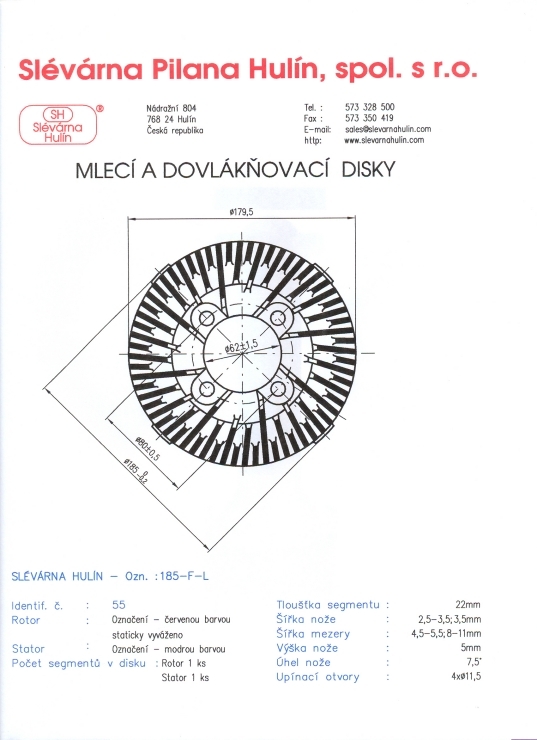 Slévárna Pilana Hulín, spol. s r.o.
SH
Slévárna
Hulín
®
Nádražní 804
768 24 Hulín
Česká republika
Tel. : 573 328 500
Fax : 573 350 419
E-mail: sales@slevarnahulin.com
http: www.slevarnahulin.com
MLECÍ A DOVLÁKŇOVACÍ DISKY
ø179,5
ø62±1,5
ø80±0,5
ø185 0 -0,2
SLÉVÁRNA HULÍN – Ozn. :185-F-L
Identif. č. : 55
Rotor : Označení – červenou barvou
staticky vyváženo
Stator : Označení – modrou barvou
Počet segmentů v disku : Rotor 1 ks
Stator 1 ks
Tloušťka segmentu : 22mm
Šířka nože : 2,5-3,5;3,5mm
Šířka mezery : 4,5-5,5;8-11mm
Výška nože : 5mm
Úhel nože : 7,5°
Upínací otvory : 4xø11,5